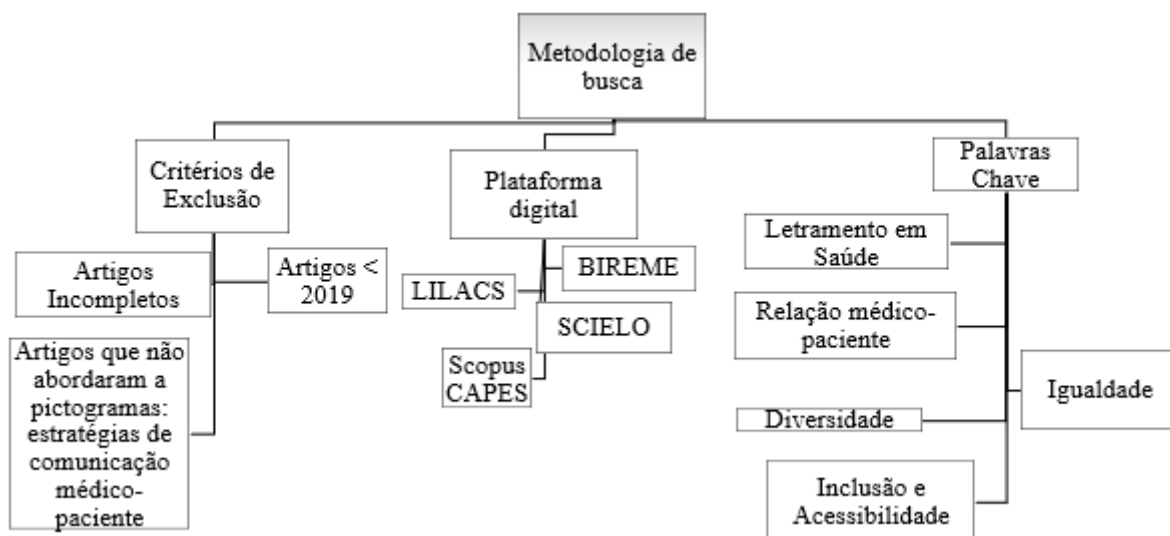 Metodologia de
busca
Critérios de
Exclusão
Artigos
Incompletos
Artigos <
2019
Artigos que não
abordaram a
pictogramas:
estratégias de
comunicação
médico-
paciente
Plataforma
digital
BIREME
LILACS
SCIELO
Scopus
CAPES
Palavras
Chave
Letramento em
Saúde
Relação médico-
paciente
Igualdade
Diversidade
Inclusão e
Acessibilidade